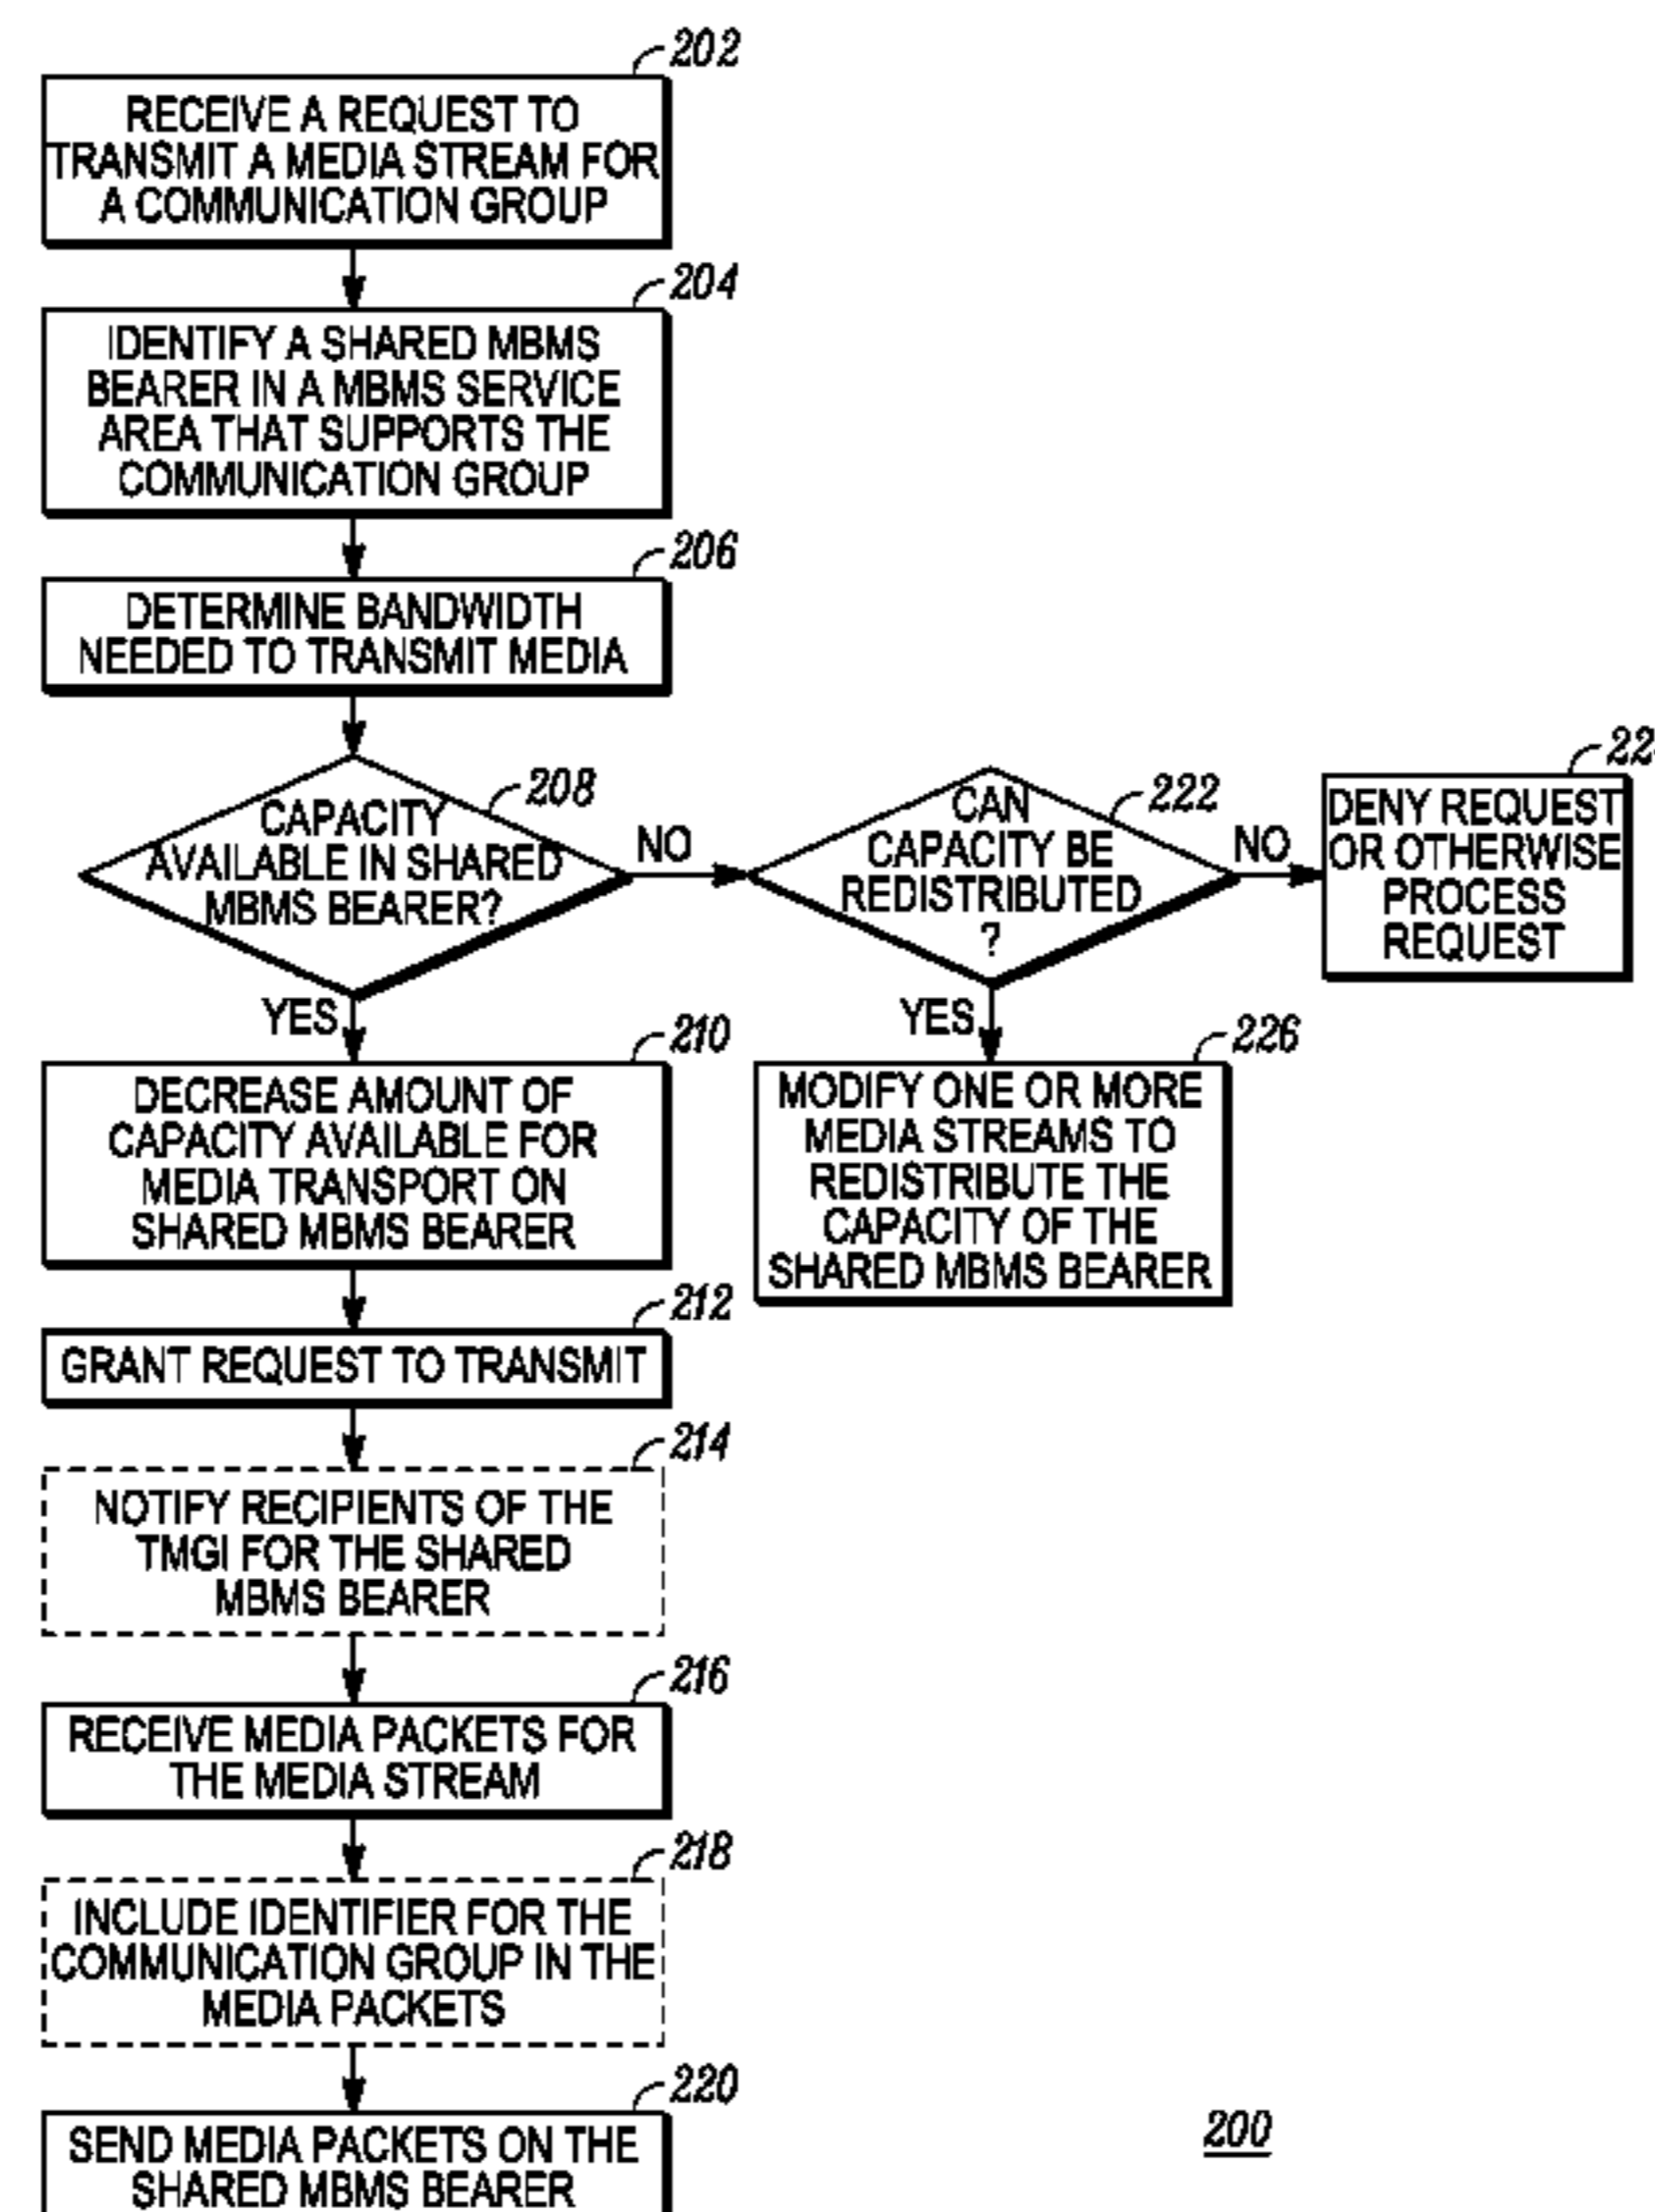 202
RECEIVE A REQUEST TO
TRANSMIT A MEDIA STREAM FOR
A COMMUNICATION GROUP
204
IDENTIFY A SHARED MBMS
BEARER IN A MBMS SERVICE
AREA THAT SUPPORTS THE
COMMUNICATION GROUP
206
DETERMINE BANDWIDTH
NEEDED TO TRANSMIT MEDIA
208
CAPACITY
AVAILABLE IN SHARED
MBMS BEARER?
NO
222
CAN
CAPACITY BE
REDISTRIBUTED
?
NO
DENY REQUEST
OR OTHERWISE
PROCESS
REQUEST
YES
210
DECREASE AMOUNT OF
CAPACITY AVAILABLE FOR
MEDIA TRANSPORT ON
SHARED MBMS BEARER
YES
226
MODIFY ONE OR MORE
MEDIA STREAMS TO
REDISTRIBUTE THE
CAPACITY OF THE
SHARED MBMS BEARER
212
GRANT REQUEST TO TRANSMIT
214
NOTIFY RECIPIENTS OF THE
TMGI FOR THE SHARED
MBMS BEARER
216
RECEIVE MEDIA PACKETS FOR
THE MEDIA STREAM
218
INCLUDE IDENTIFIER FOR THE
COMMUNICATION GROUP IN THE
MEDIA PACKETS
220
SEND MEDIA PACKETS ON THE
SHARED MBMS BEARER
200